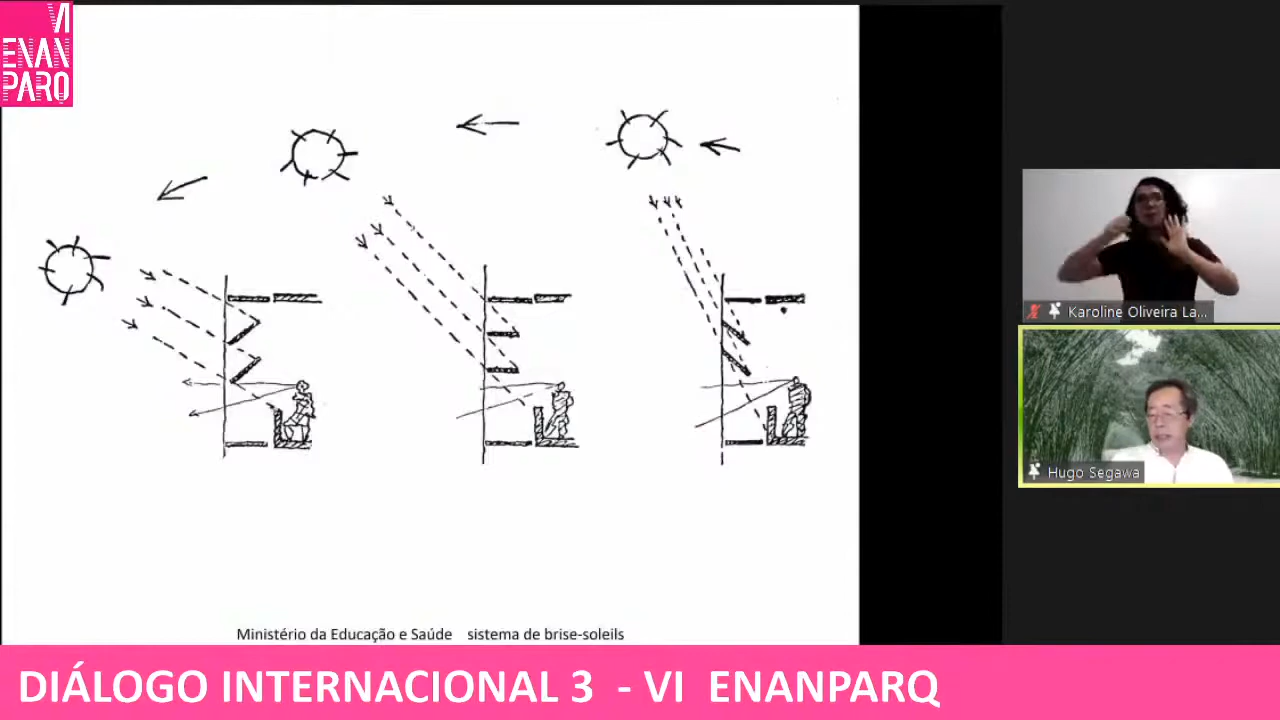 VI
ENAN
PARQ
Karoline Oliveira La...
Hugo Segawa
Ministério da Educação e Saúde sistema de brise-soleils
DIÁLOGO INTERNACIONAL 3 - VI ENANPARQ